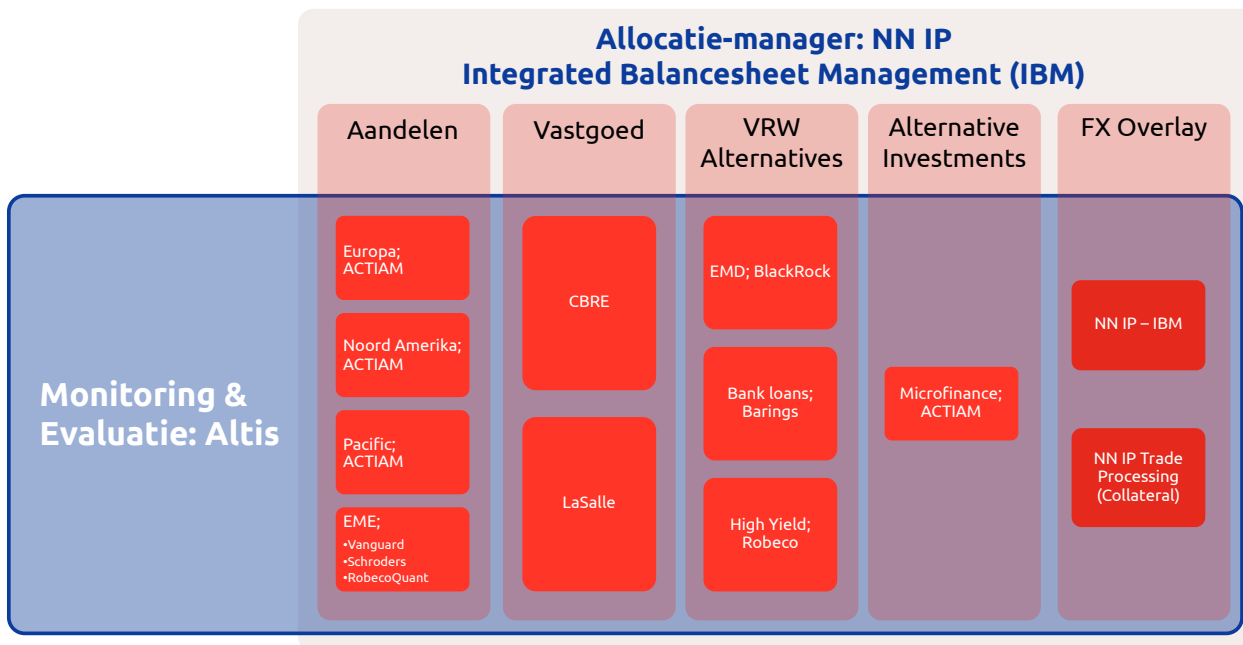 Allocatie-manager: NN IP
Integrated Balancesheet Management (IBM)
Aandelen
Vastgoed
VRW
Alternatives
Alternative
Investments
FX Overlay
Monitoring &
Evaluatie: Altis
Europa;
ACTIAM
Noord Amerika;
ACTIAM
Pacific;
ACTIAM
EME;
•Vanguard
•Schroders
•RobecoQuant
CBRE
LaSalle
EMD; BlackRock
Bank loans;
Barings
High Yield;
Robeco
Microfinance;
ACTIAM
NN IP – IBM
NN IP Trade
Processing
(Collateral)